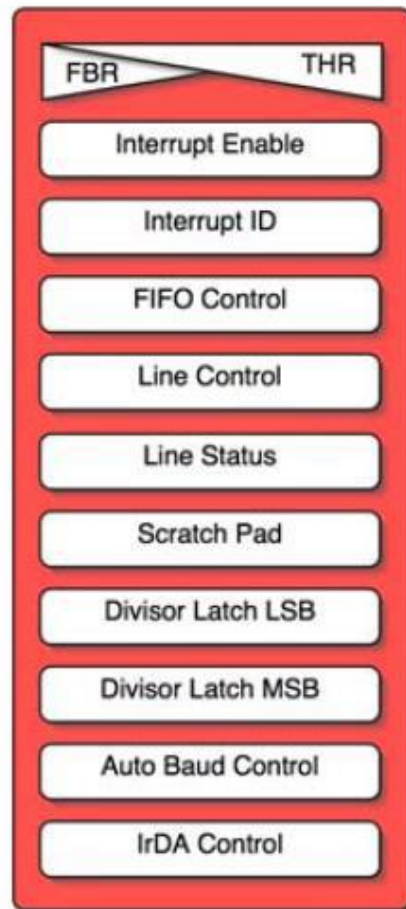 FBR
THR
Interrupt Enable
Interrupt ID
FIFO Control
Line Control
Line Status
Scratch Pad
Divisor Latch LSB
Divisor Latch MSB
Auto Baud Control
IrDA Control